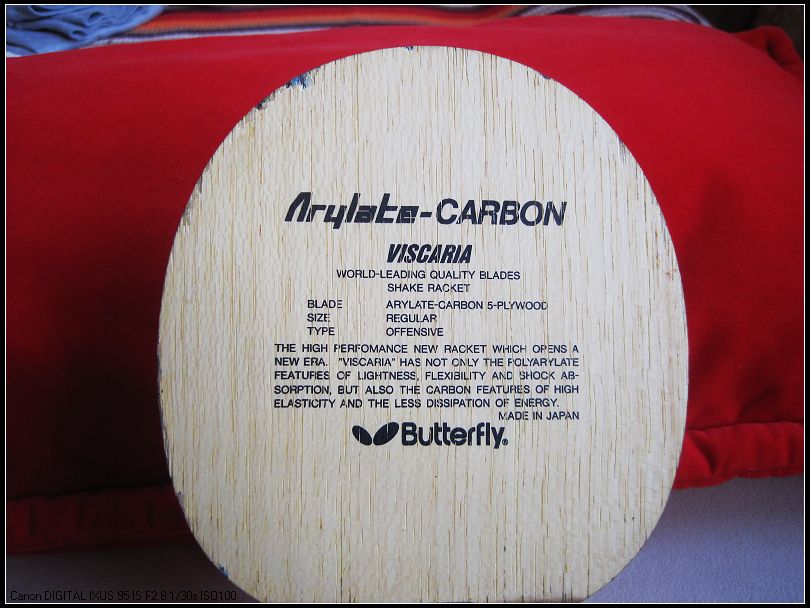 Arylate-CARBON
VISCARIA
WORLD-LEADING QUALITY BLADES
SHAKE RACKET
BLADE ARYLATE-CARBON 5-PLYWOOD
SIZE REGULAR
TYPE OFFENSIVE
THE HIGH PERFOMANCE NEW RACKET WHICH OPENS A
NEW ERA. "VISCARIA" HAS NOT ONLY THE POLYARYLATE
FEATURES OF LIGHTNESS, FLEXIBILITY AND SHOCK AB-
SORPTION, BUT ALSO THE CARBON FEATURES OF HIGH
ELASTICITY AND THE LESS DISSIPATION OF ENERGY.
MADE IN JAPAN
Butterfly®
Canon DIGITAL IXUS 95 IS F2.8 1/30s ISO100